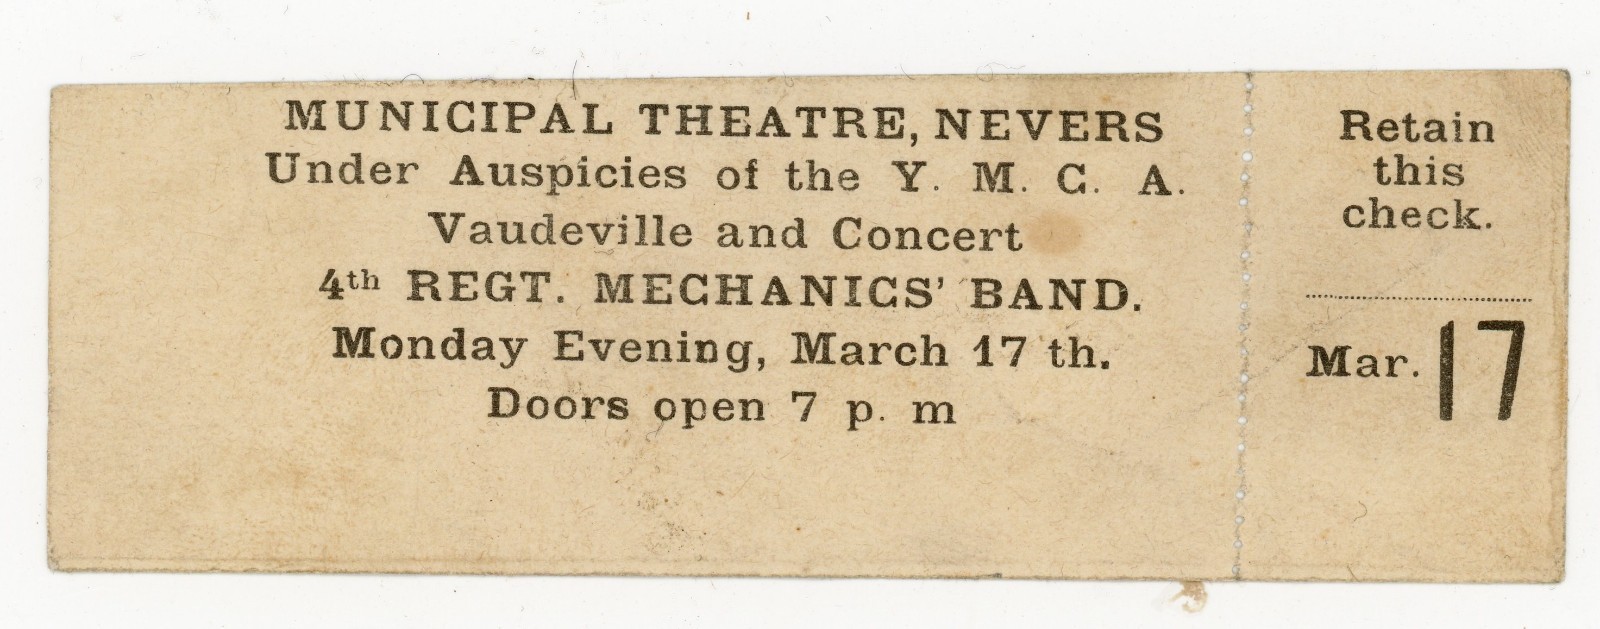 MUNICIPAL THEATRE, NEVERS
Under Auspicies of the Y. M. C. A.
Vaudeville and Concert
4th REGT. MECHANICS' BAND.
Monday Evening, March 17 th.
Doors open 7 p. m
Retain
this
check.
Mar. 17